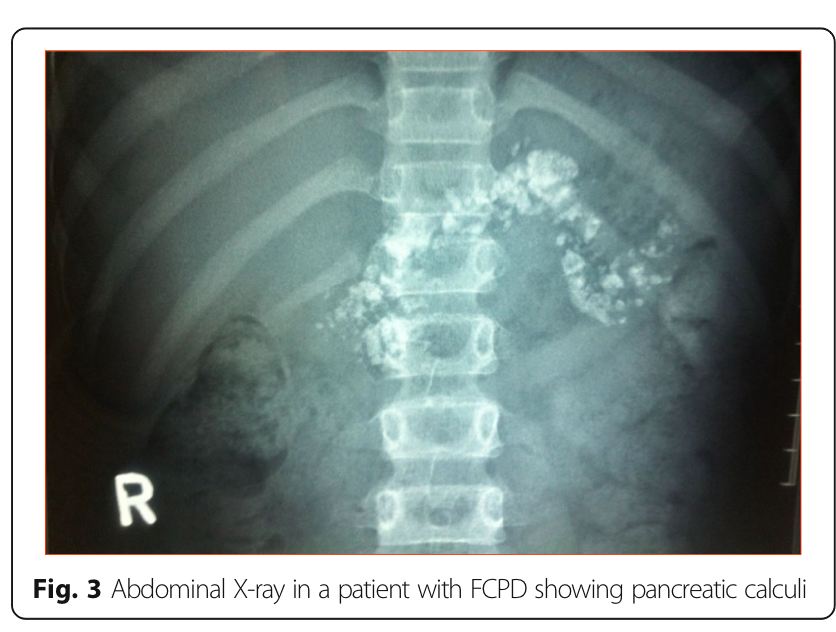 R
Fig. 3 Abdominal X-ray in a patient with FCPD showing pancreatic calculi